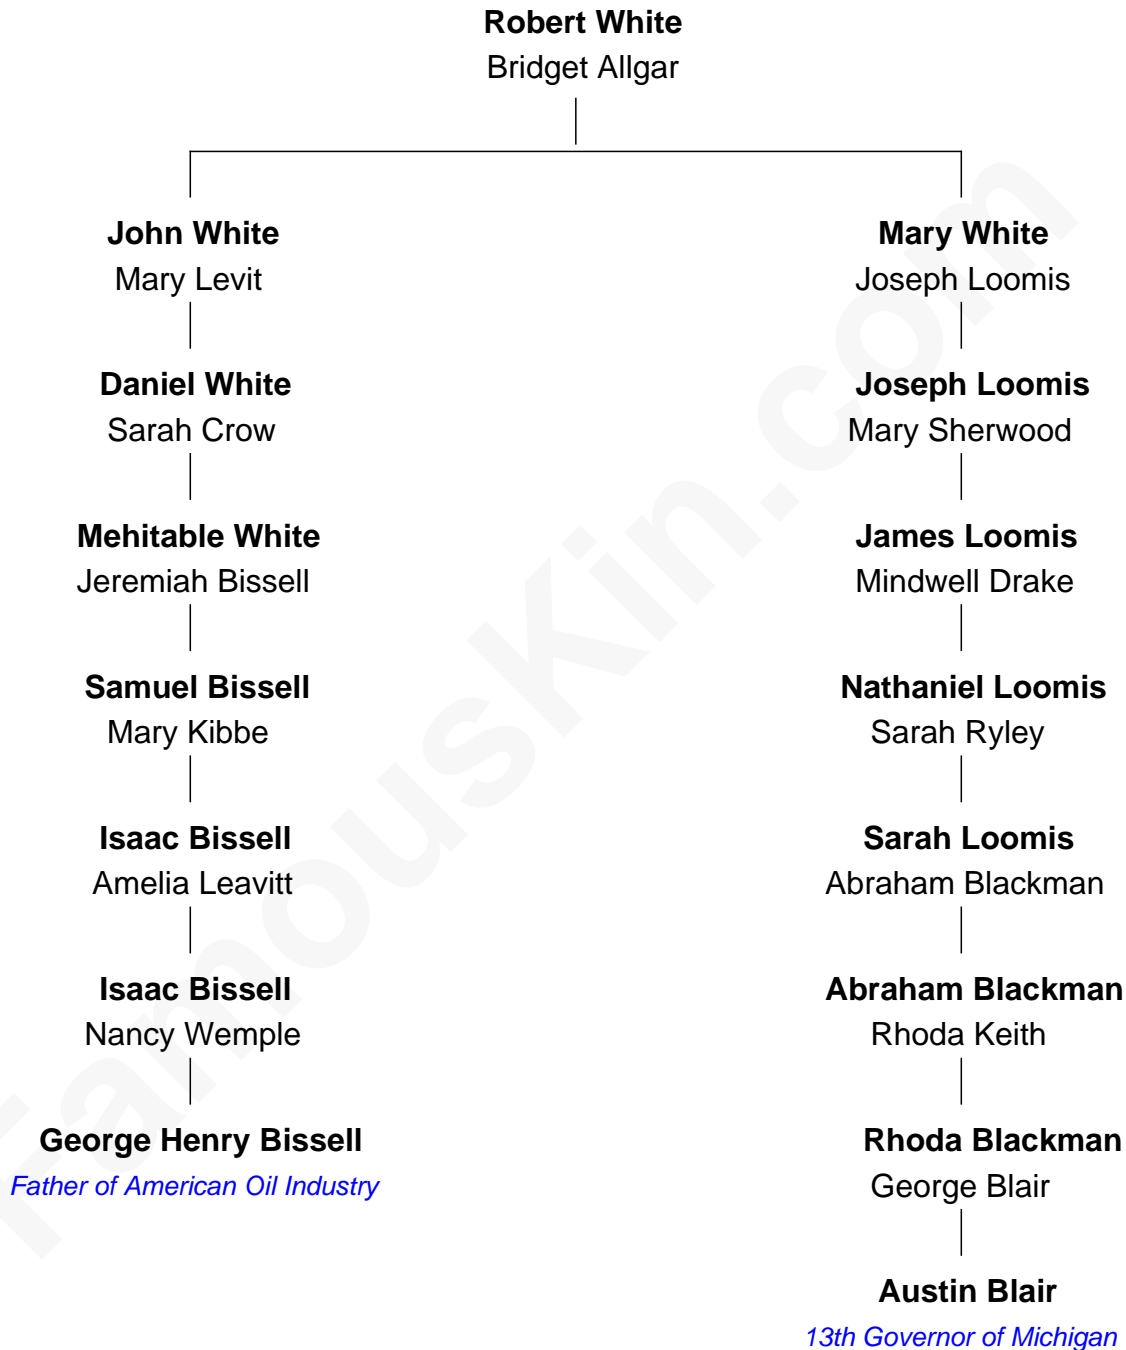 Robert White
Bridget Allgar
John White
Mary Levit
Mary White
Joseph Loomis
Daniel White
Sarah Crow
Joseph Loomis
Mary Sherwood
Mehitable White
Jeremiah Bissell
James Loomis
Mindwell Drake
Samuel Bissell
Mary Kibbe
Nathaniel Loomis
Sarah Ryley
Isaac Bissell
Amelia Leavitt
Sarah Loomis
Abraham Blackman
Isaac Bissell
Nancy Wemple
Abraham Blackman
Rhoda Keith
George Henry Bissell
Father of American Oil Industry
Rhoda Blackman
George Blair
Austin Blair
13th Governor of Michigan
FamousKin.com